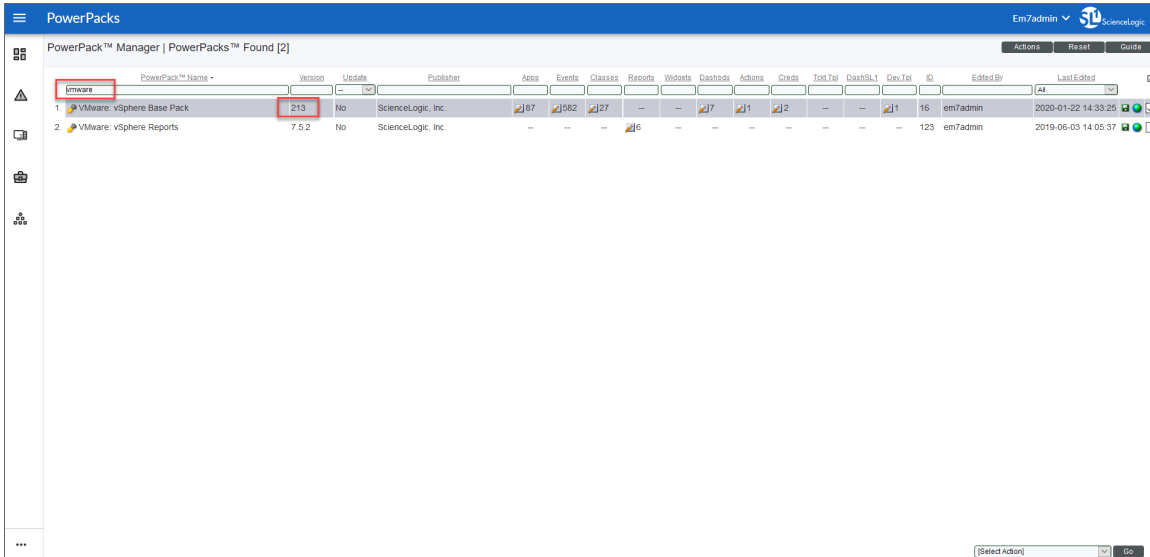 PowerPacks
Em7admin
SL1 ScienceLogic
PowerPack™ Manager | PowerPacks™ Found [2]
Actions Reset Guide
PowerPack™ Name Version Update Publisher Apps Events Classes Reports Widgets Dashbds Actions Creds Tckt Tpl DashSL1 Dev Tpl ID Edited By Last Edited
vmware -- All
1. VMware: vSphere Base Pack 213 No ScienceLogic, Inc. 87 582 27 -- -- 7 1 2 -- -- 1 16 em7admin 2020-01-22 14:33:25
2. VMware: vSphere Reports 7.5.2 No ScienceLogic, Inc. -- -- -- 6 -- -- -- -- -- -- -- 123 em7admin 2019-06-03 14:05:37
[Select Action] Go